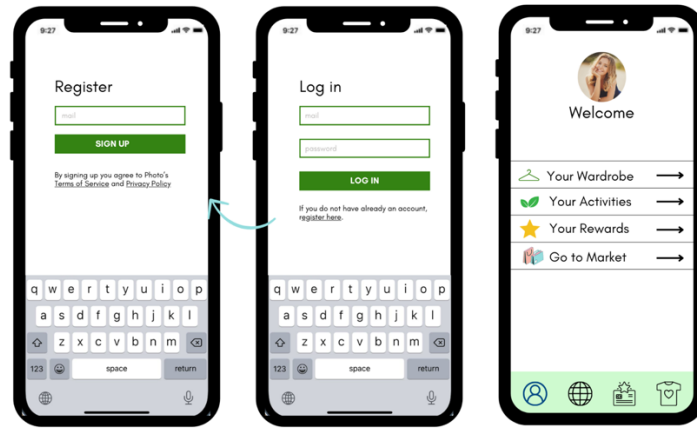 9:27
Register
mail
SIGN UP
By signing up you agree to Photo's
Terms of Service and Privacy Policy
q w e r t y u i o p
a s d f g h j k l
z x c v b n m
123 space return
9:27
Log in
mail
password
LOG IN
If you do not have already an account,
register here.
q w e r t y u i o p
a s d f g h j k l
z x c v b n m
123 space return
9:27
Welcome
Your Wardrobe
Your Activities
Your Rewards
Go to Market